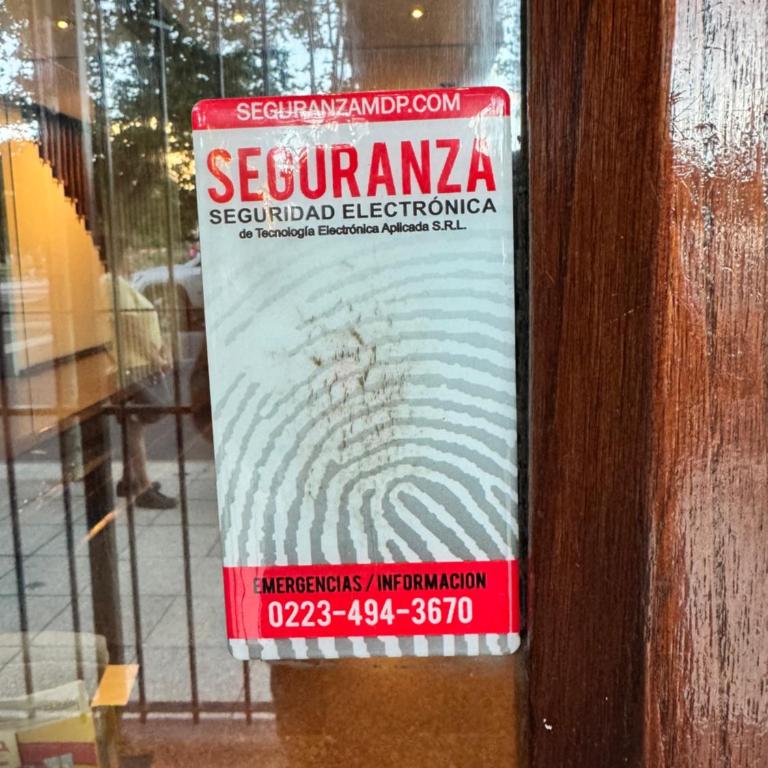 SEGURANZAMDP.COM
SEGURANZA
SEGURIDAD ELECTRÓNICA
de Tecnología Electrónica Aplicada S.R.L.
EMERGENCIAS / INFORMACION
0223-494-3670